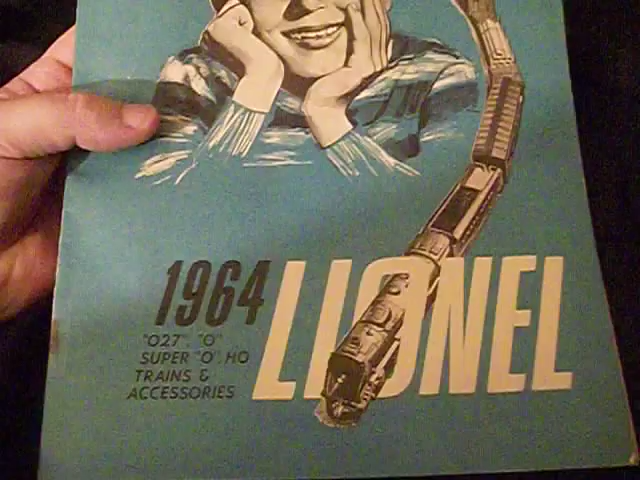 1964
LIONEL
"027", "O"
SUPER "O", HO
TRAINS &
ACCESSORIES